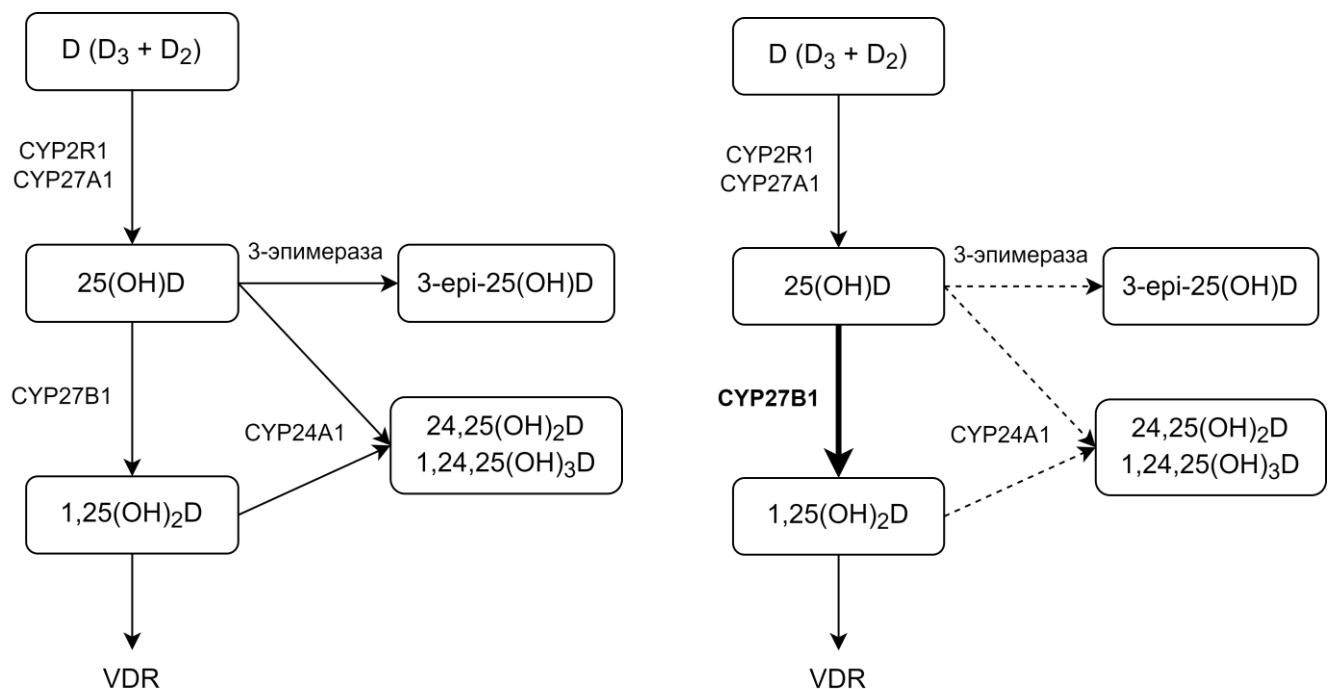 D (D₃ + D₂)
CYP2R1
CYP27A1
25(OH)D
3-эпимераза
3-epi-25(OH)D
CYP27B1
CYP24A1
24,25(OH)₂D
1,24,25(OH)₃D
1,25(OH)₂D
VDR
D (D₃ + D₂)
CYP2R1
CYP27A1
25(OH)D
3-эпимераза
3-epi-25(OH)D
CYP27B1
CYP24A1
24,25(OH)₂D
1,24,25(OH)₃D
1,25(OH)₂D
VDR